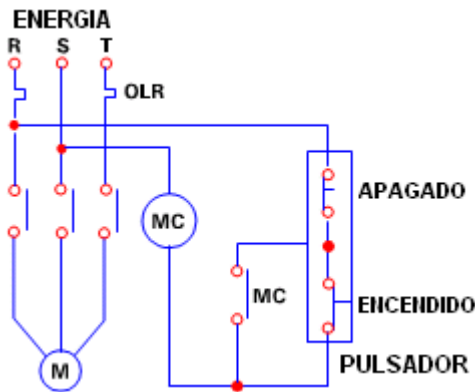 ENERGIA
R S T
OLR
APAGADO
MC
MC
ENCENDIDO
PULSADOR
M